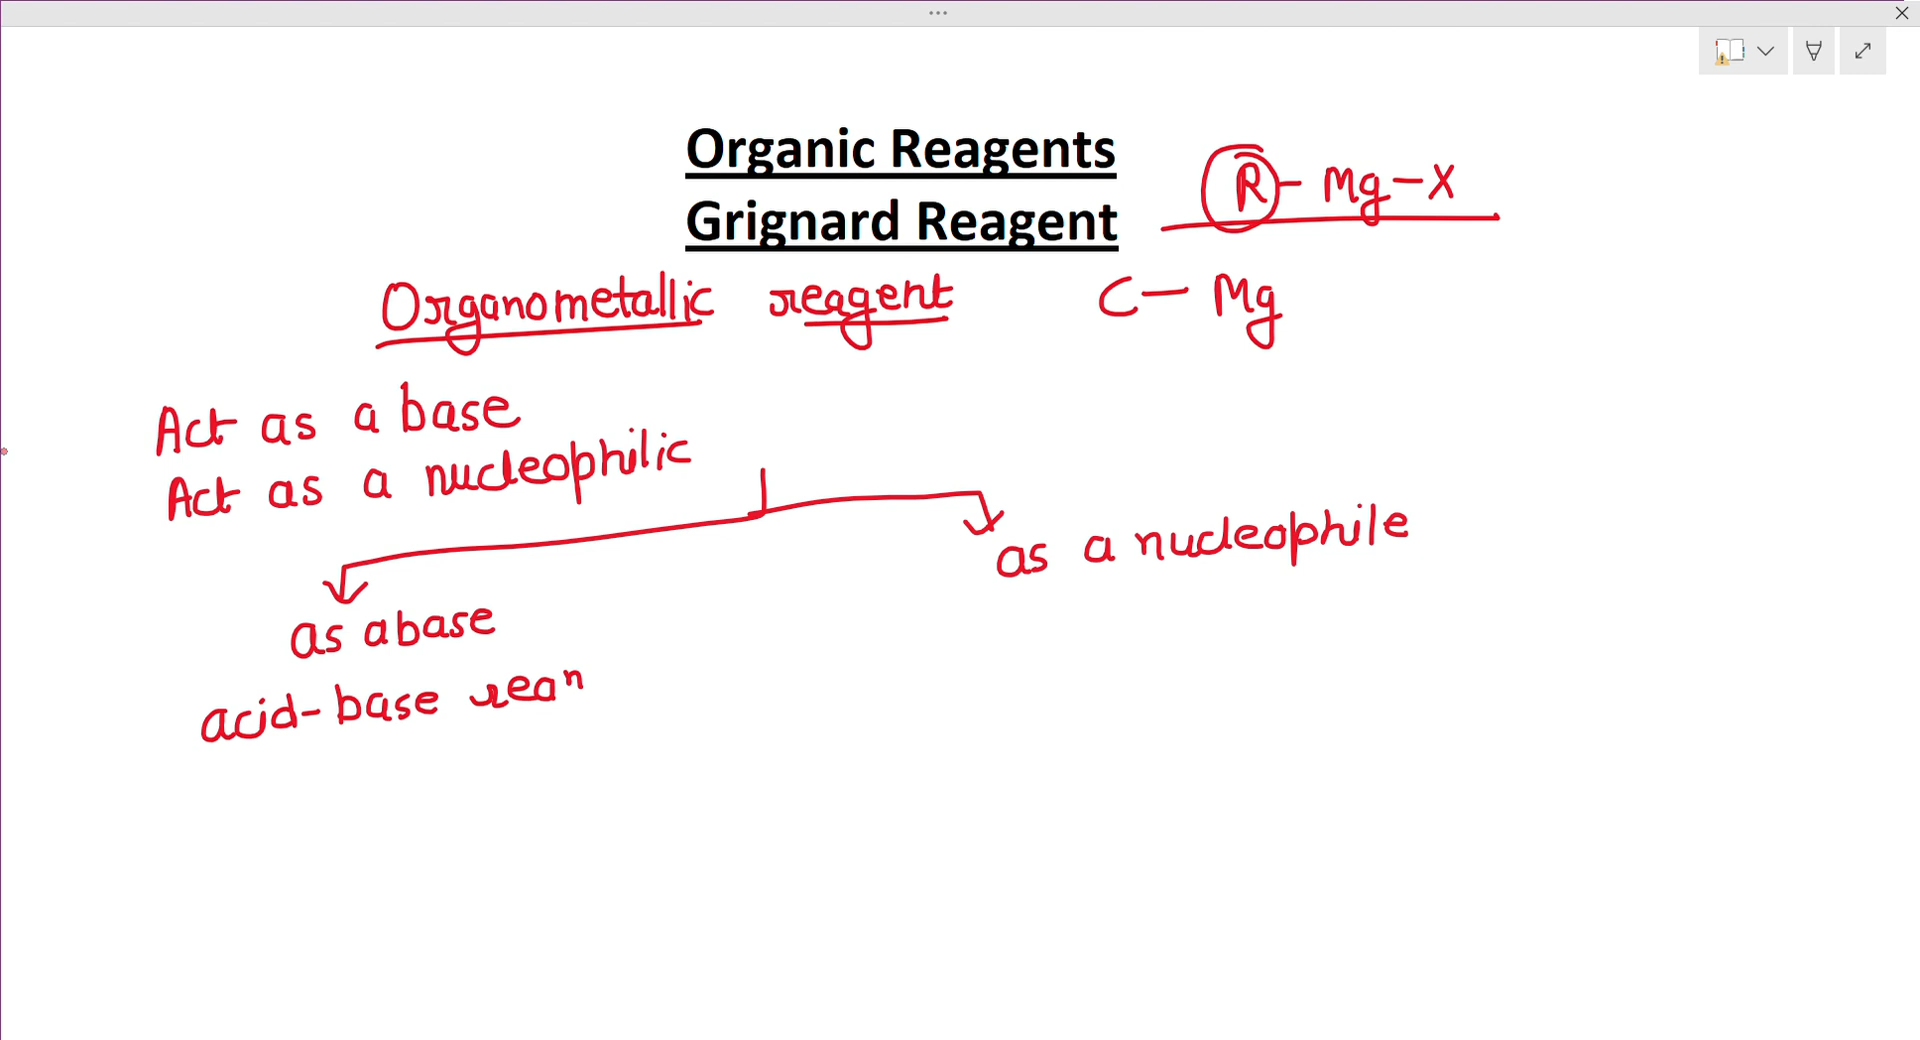 Organic Reagents
Grignard Reagent
R - Mg - X
Organometallic reagent
C - Mg
Act as a base
Act as a nucleophilic
as a nucleophile
as a base
acid-base reaⁿ